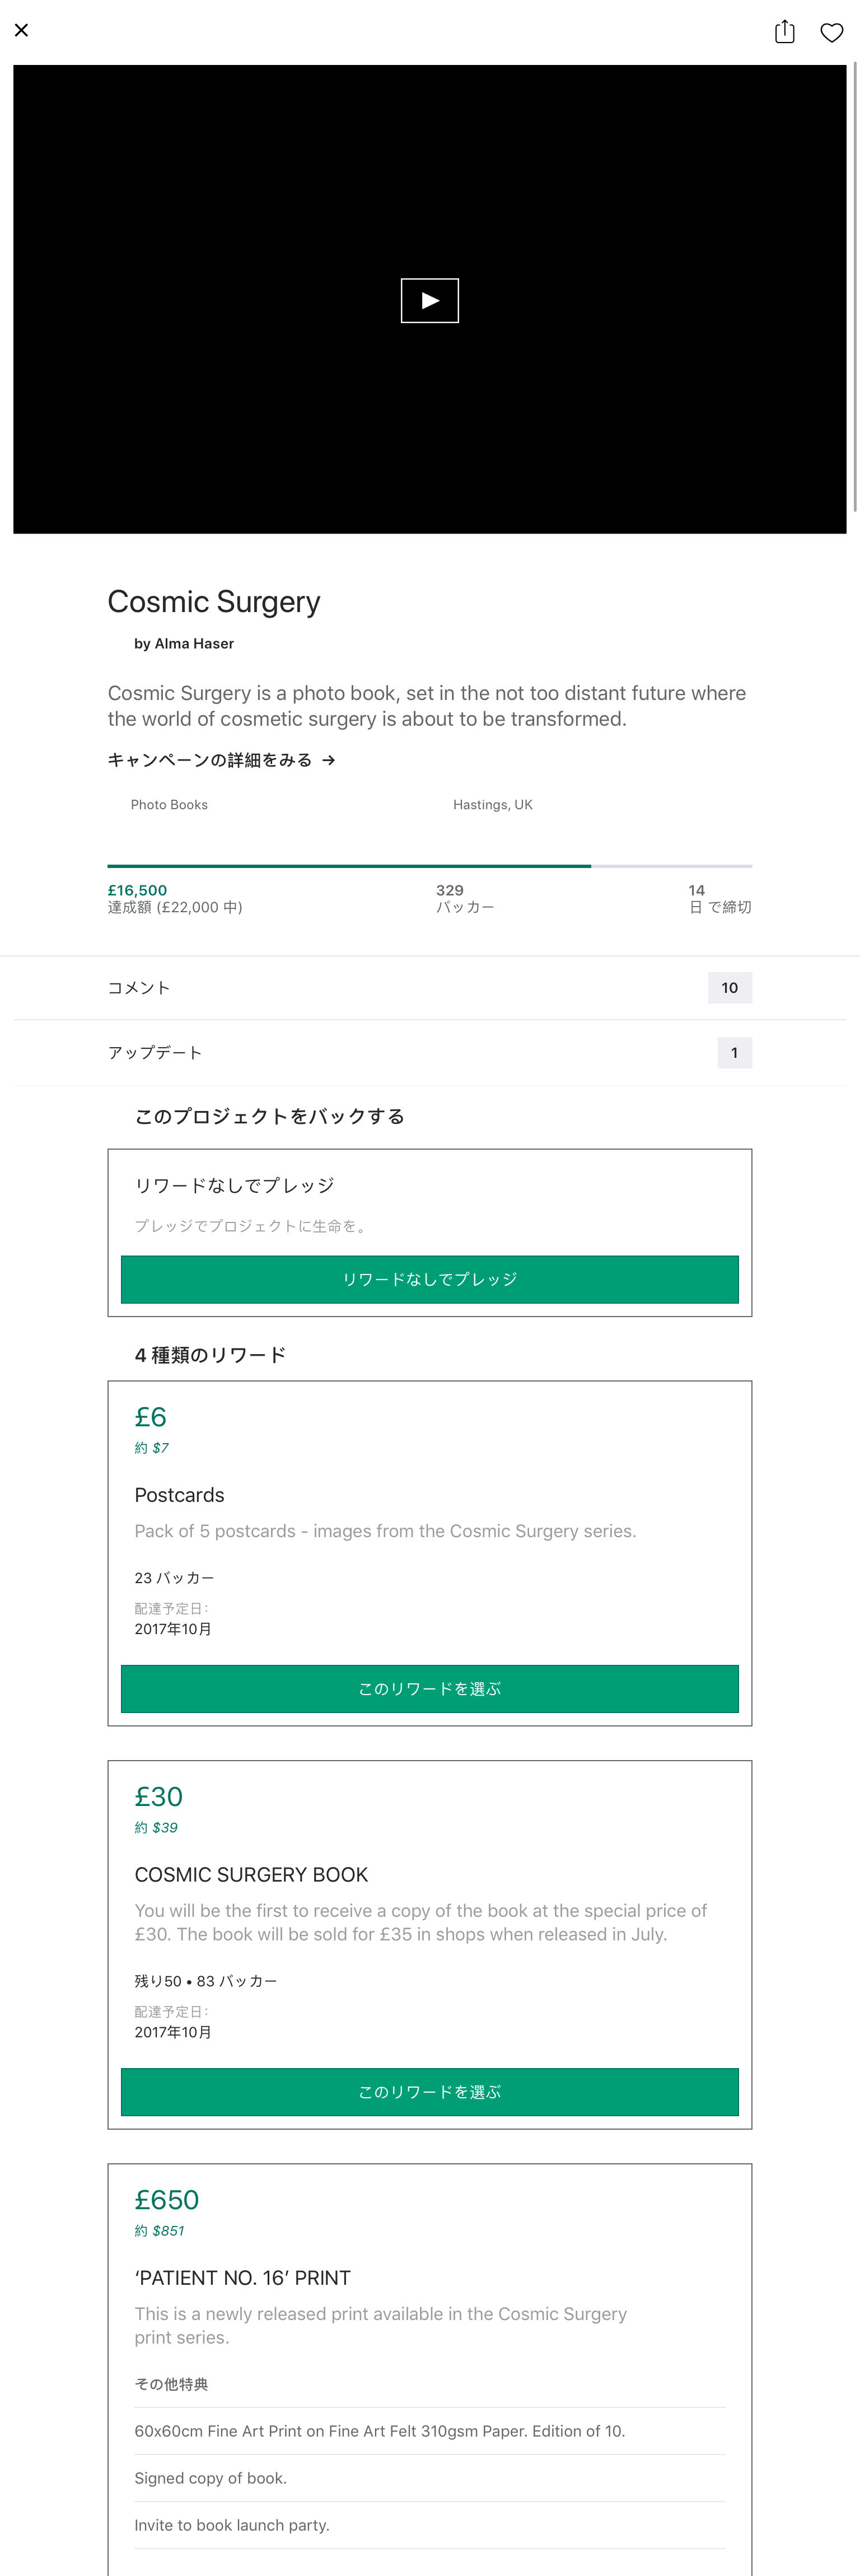 Cosmic Surgery
by Alma Haser
Cosmic Surgery is a photo book, set in the not too distant future where
the world of cosmetic surgery is about to be transformed.
キャンペーンの詳細をみる →
Photo Books
Hastings, UK
£16,500
達成額 (£22,000 中)
329
バッカー
14
日 で締切
コメント
10
アップデート
1
このプロジェクトをバックする
リワードなしでプレッジ
プレッジでプロジェクトに生命を。
リワードなしでプレッジ
4 種類のリワード
£6
約 $7
Postcards
Pack of 5 postcards - images from the Cosmic Surgery series.
23 バッカー
配達予定日:
2017年10月
このリワードを選ぶ
£30
約 $39
COSMIC SURGERY BOOK
You will be the first to receive a copy of the book at the special price of
£30. The book will be sold for £35 in shops when released in July.
残り50 • 83 バッカー
配達予定日:
2017年10月
このリワードを選ぶ
£650
約 $851
‘PATIENT NO. 16’ PRINT
This is a newly released print available in the Cosmic Surgery
print series.
その他特典
60x60cm Fine Art Print on Fine Art Felt 310gsm Paper. Edition of 10.
Signed copy of book.
Invite to book launch party.